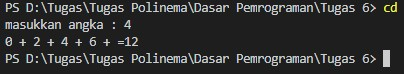 PS D:\Tugas\Tugas Polinema\Dasar Pemrograman\Tugas 6> cd
masukkan angka : 4
0 + 2 + 4 + 6 + =12
PS D:\Tugas\Tugas Polinema\Dasar Pemrograman\Tugas 6>